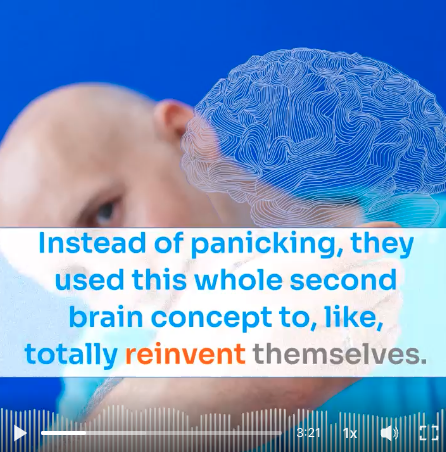 Instead of panicking, they
used this whole second
brain concept to, like,
totally reinvent themselves.
3:21 1x